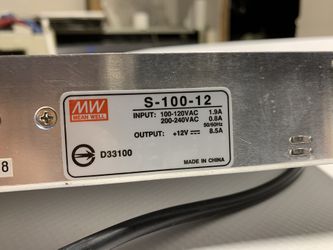 MW
MEAN WELL
S-100-12
INPUT: 100-120VAC 1.9A
200-240VAC 0.8A
50/60Hz
OUTPUT: +12V 8.5A
D33100
MADE IN CHINA
8